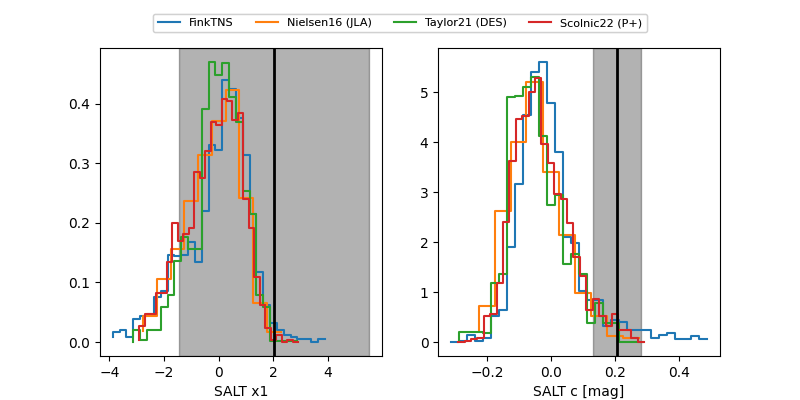 FinkTNS Nielsen16 (JLA) Taylor21 (DES) Scolnic22 (P+)
0.4
0.3
0.2
0.1
0.0
−4 −2 0 2 4
SALT x1
5
4
3
2
1
0
−0.2 0.0 0.2 0.4
SALT c [mag]